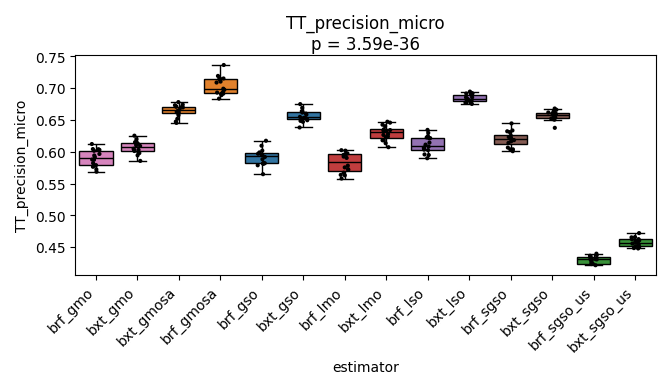 TT_precision_micro
p = 3.59e-36
TT_precision_micro
0.75
0.70
0.65
0.60
0.55
0.50
0.45
brf_gmo
bxt_gmo
bxt_gmosa
brf_gmosa
brf_gso
bxt_gso
brf_lmo
bxt_lmo
brf_lso
bxt_lso
brf_sgso
bxt_sgso
brf_sgso_us
bxt_sgso_us
estimator